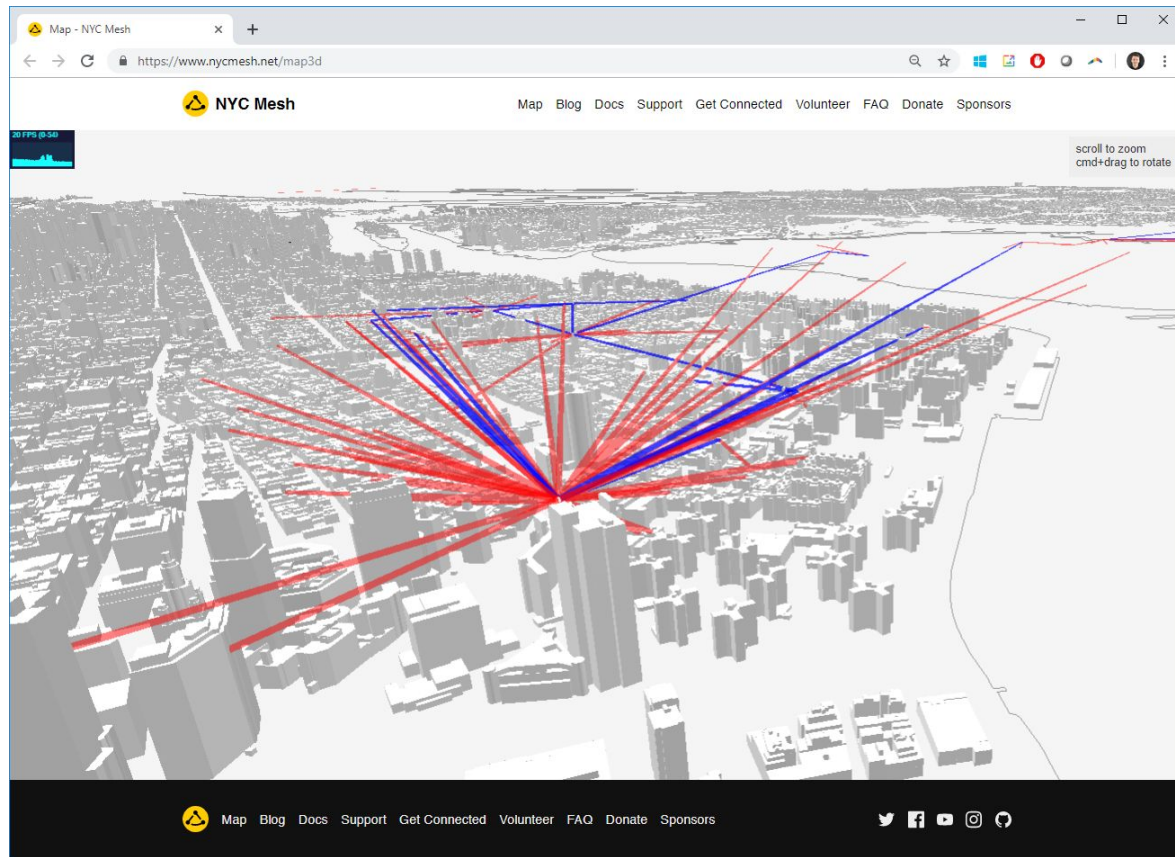 Map - NYC Mesh
https://www.nycmesh.net/map3d
NYC Mesh
Map Blog Docs Support Get Connected Volunteer FAQ Donate Sponsors
20 FPS (0-54)
scroll to zoom
cmd+drag to rotate
Map Blog Docs Support Get Connected Volunteer FAQ Donate Sponsors